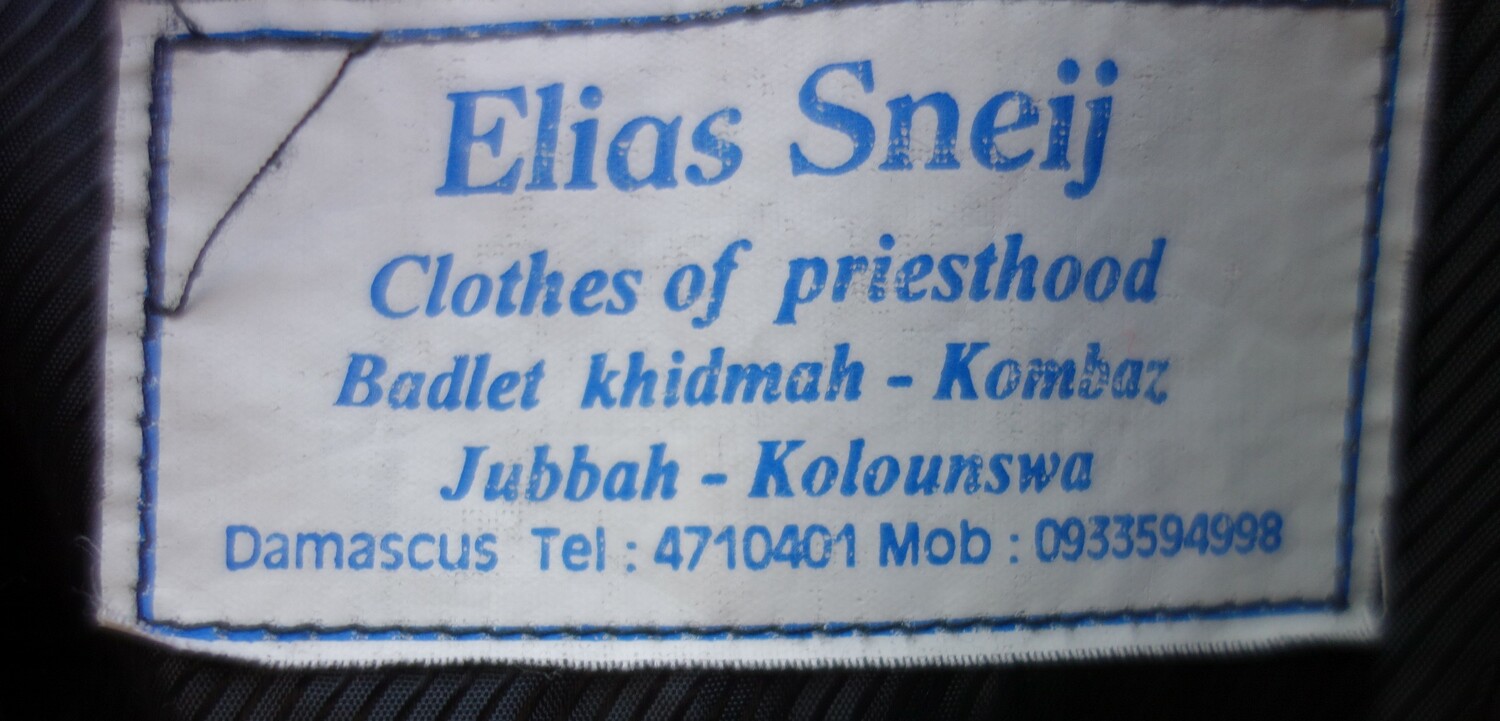 Elias Sneij
Clothes of priesthood
Badlet khidmah - Kombaz
Jubbah - Kolounswa
Damascus Tel : 4710401 Mob : 0933594998